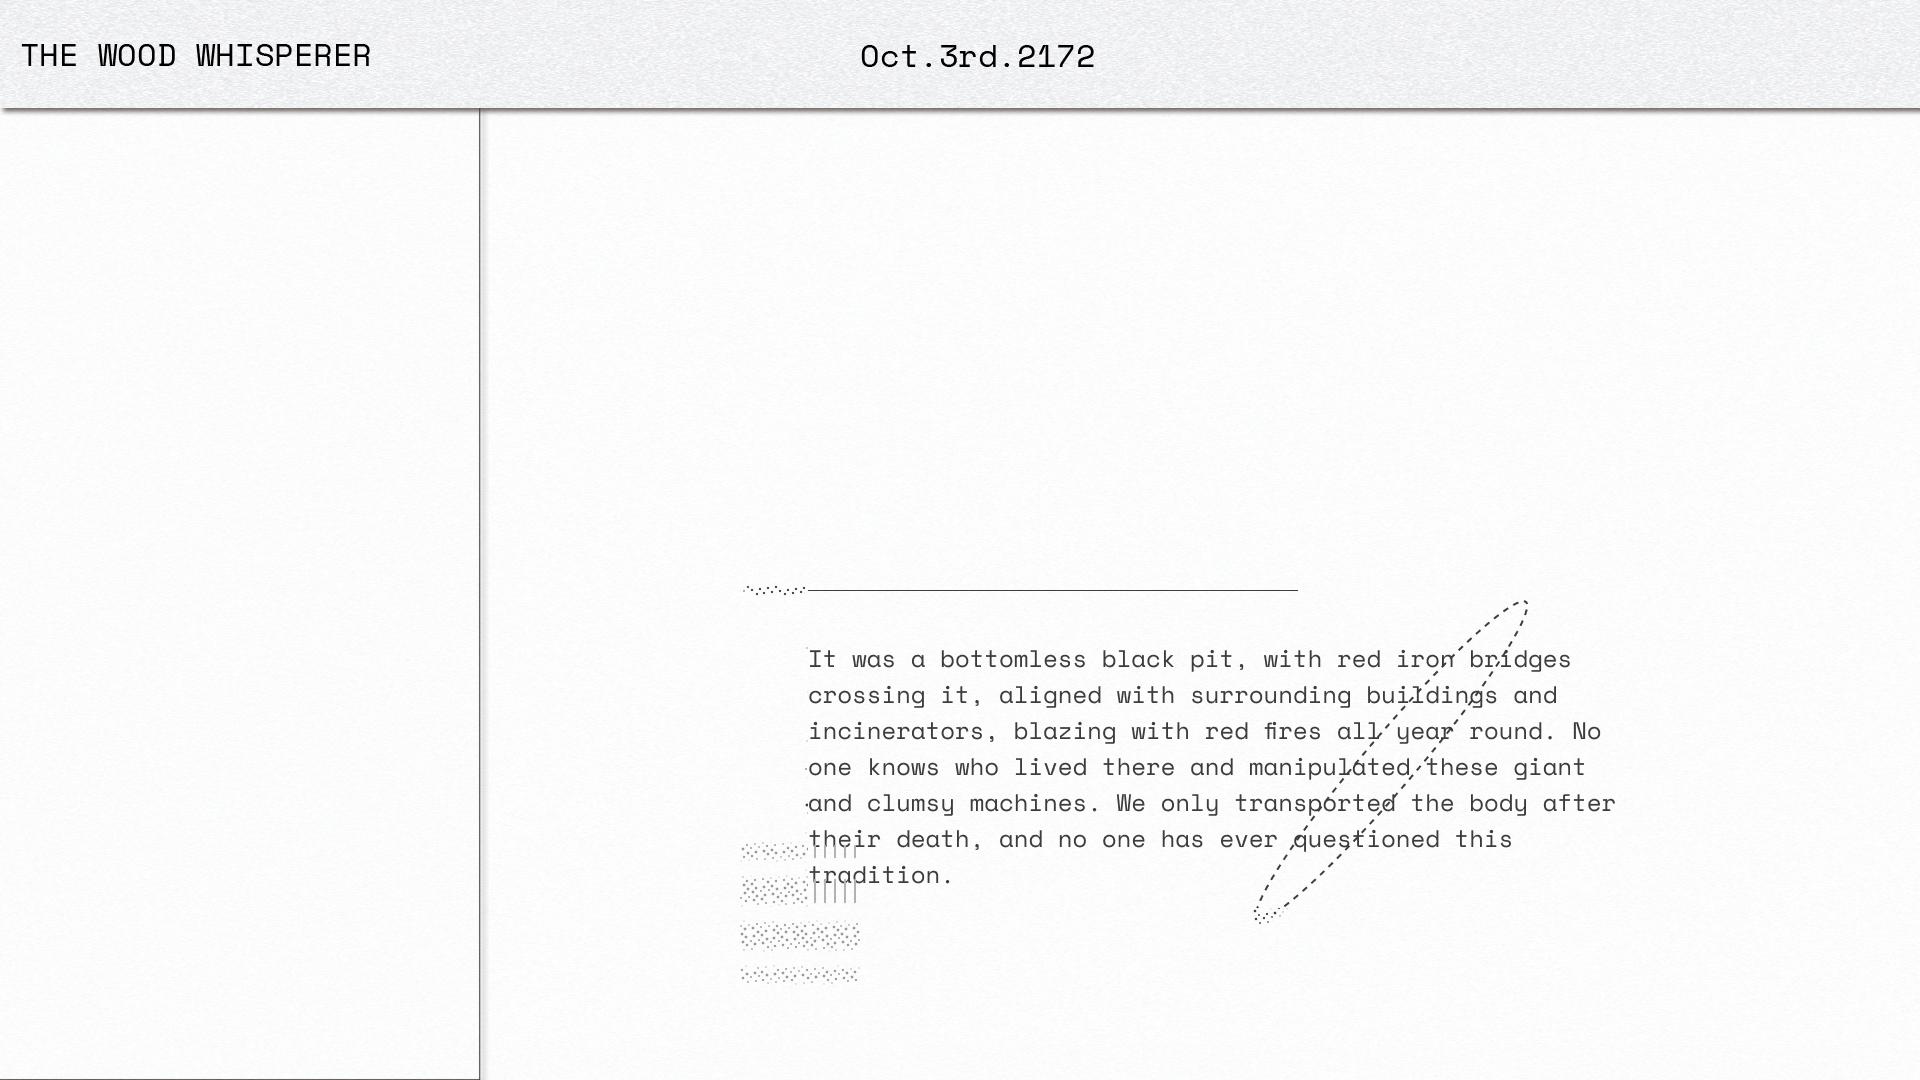 THE WOOD WHISPERER
Oct.3rd.2172
It was a bottomless black pit, with red iron bridges
crossing it, aligned with surrounding buildings and
incinerators, blazing with red fires all year round. No
one knows who lived there and manipulated these giant
and clumsy machines. We only transported the body after
their death, and no one has ever questioned this
tradition.